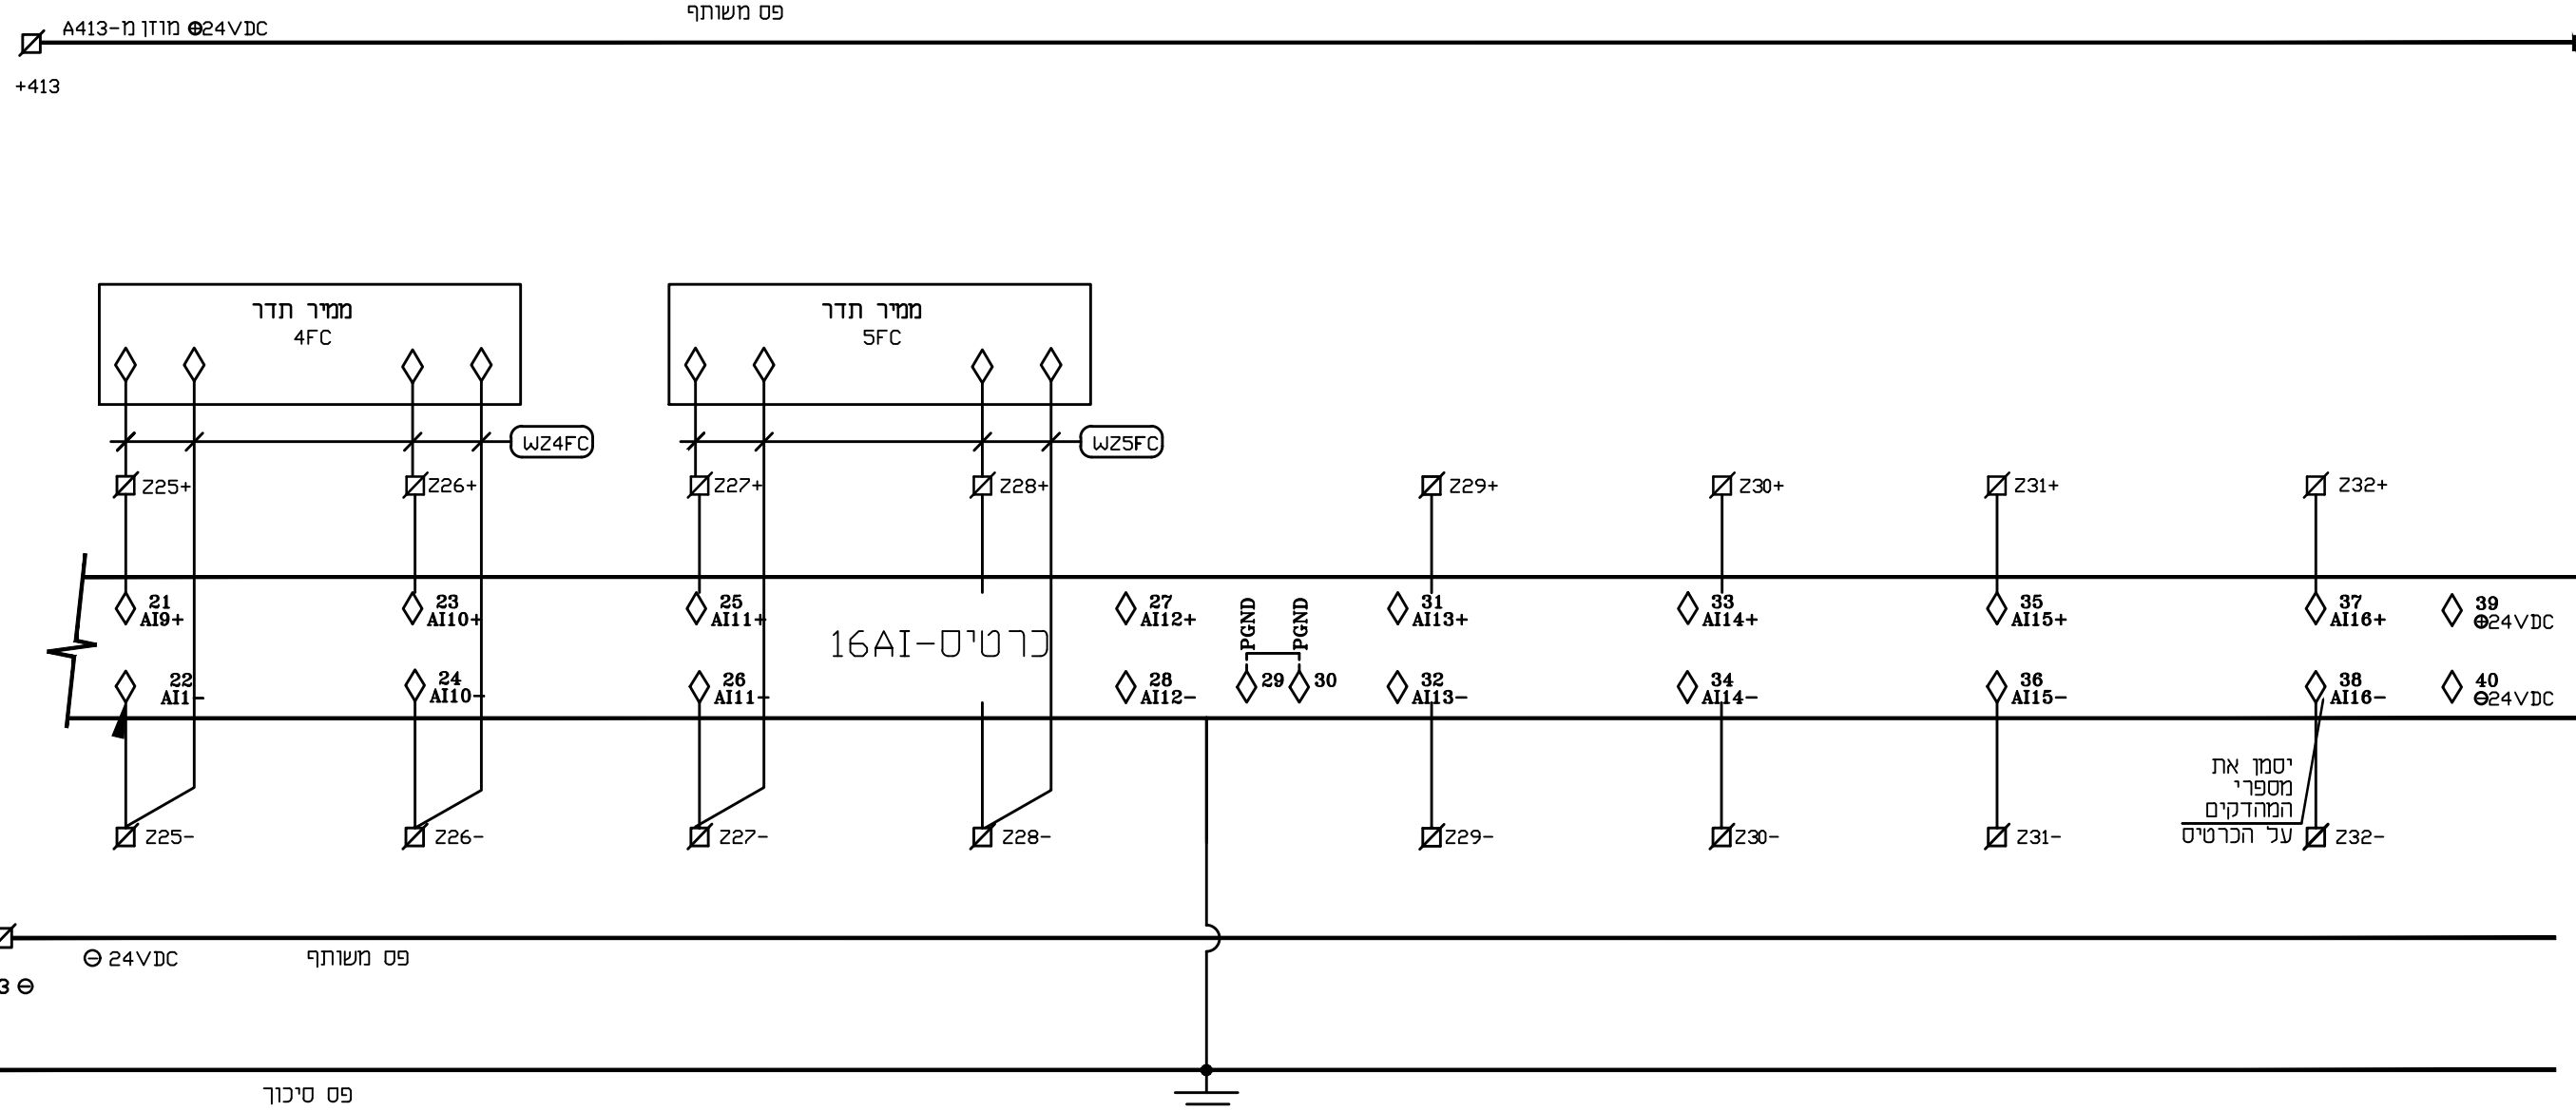 פס משותף
A413-מוזן מ ⊕24VDC
+413
ממיר תדר
4FC
ממיר תדר
5FC
WZ4FC
WZ5FC
Z25+
Z26+
Z27+
Z28+
Z29+
Z30+
Z31+
Z32+
21
AI9+
23
AI10+
25
AI11+
27
AI12+
PGND
PGND
31
AI13+
33
AI14+
35
AI15+
37
AI16+
39
⊕24VDC
כרטיס-16AI
22
AI1-
24
AI10-
26
AI11-
28
AI12-
29
30
32
AI13-
34
AI14-
36
AI15-
38
AI16-
40
⊖24VDC
יסמן את
מספרי
המהדקים
על הכרטיס
Z25-
Z26-
Z27-
Z28-
Z29-
Z30-
Z31-
Z32-
⊖ 24VDC
פס משותף
3 ⊖
פס סיכוך